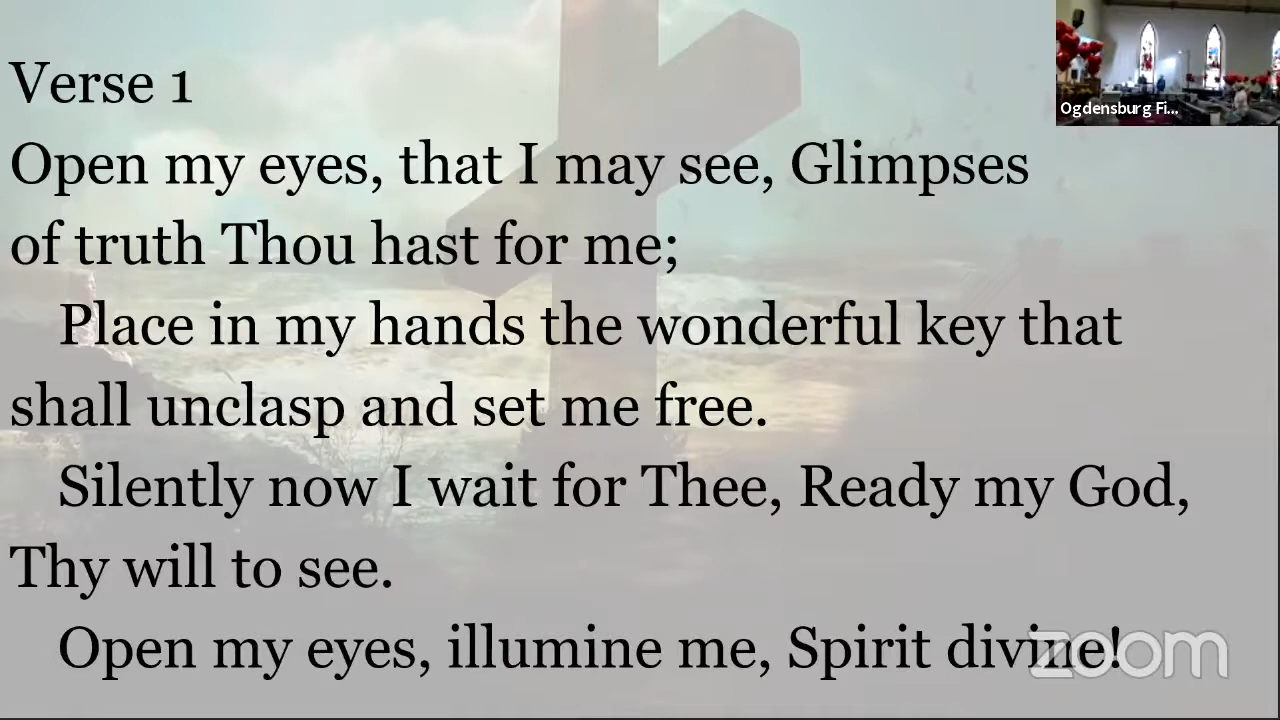 Verse 1
Open my eyes, that I may see, Glimpses
of truth Thou hast for me;
Place in my hands the wonderful key that
shall unclasp and set me free.
Silently now I wait for Thee, Ready my God,
Thy will to see.
Open my eyes, illumine me, Spirit divine!
Ogdensburg Fi...
zoom